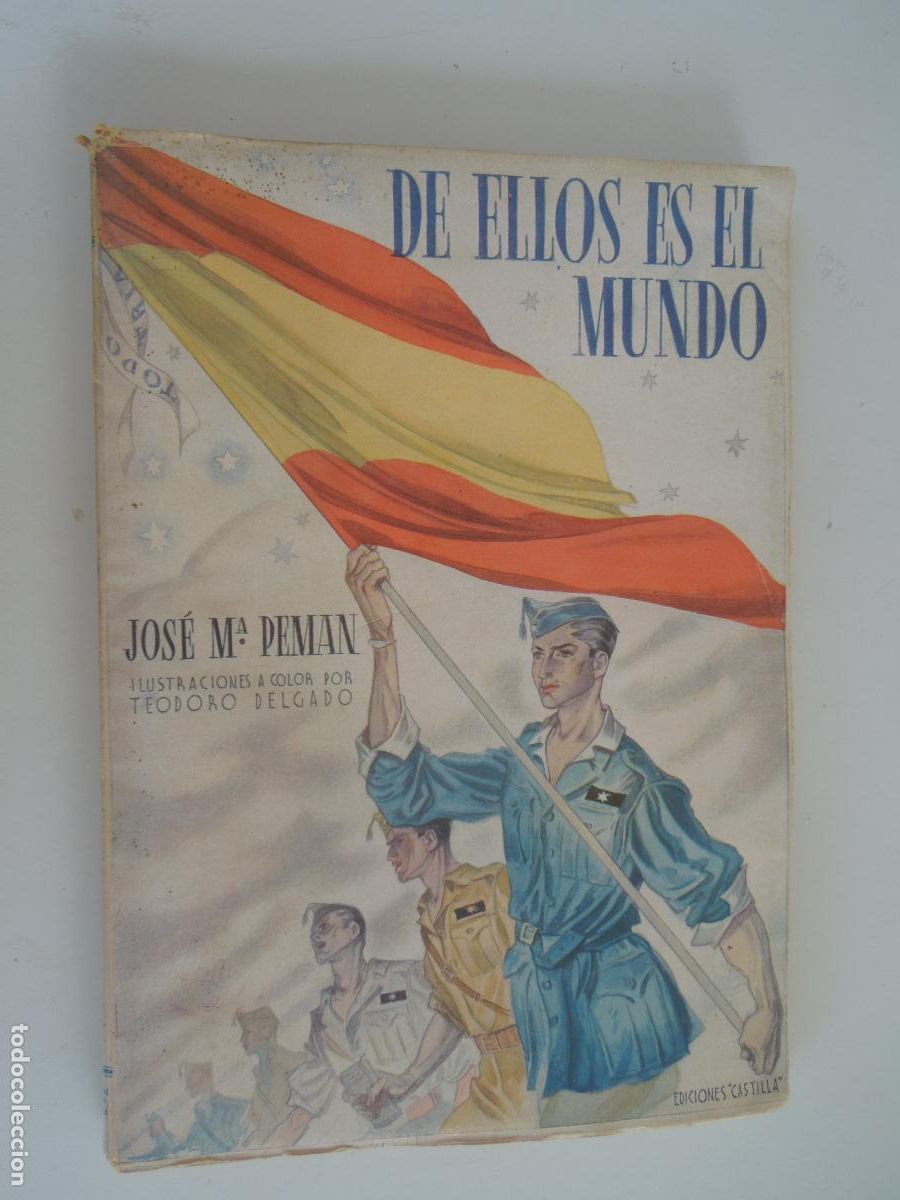 DE ELLOS ES EL
MUNDO
TODO
JOSÉ Mª PEMAN
ILUSTRACIONES A COLOR POR
TEODORO DELGADO
EDICIONES "CASTILLA"
todocoleccion